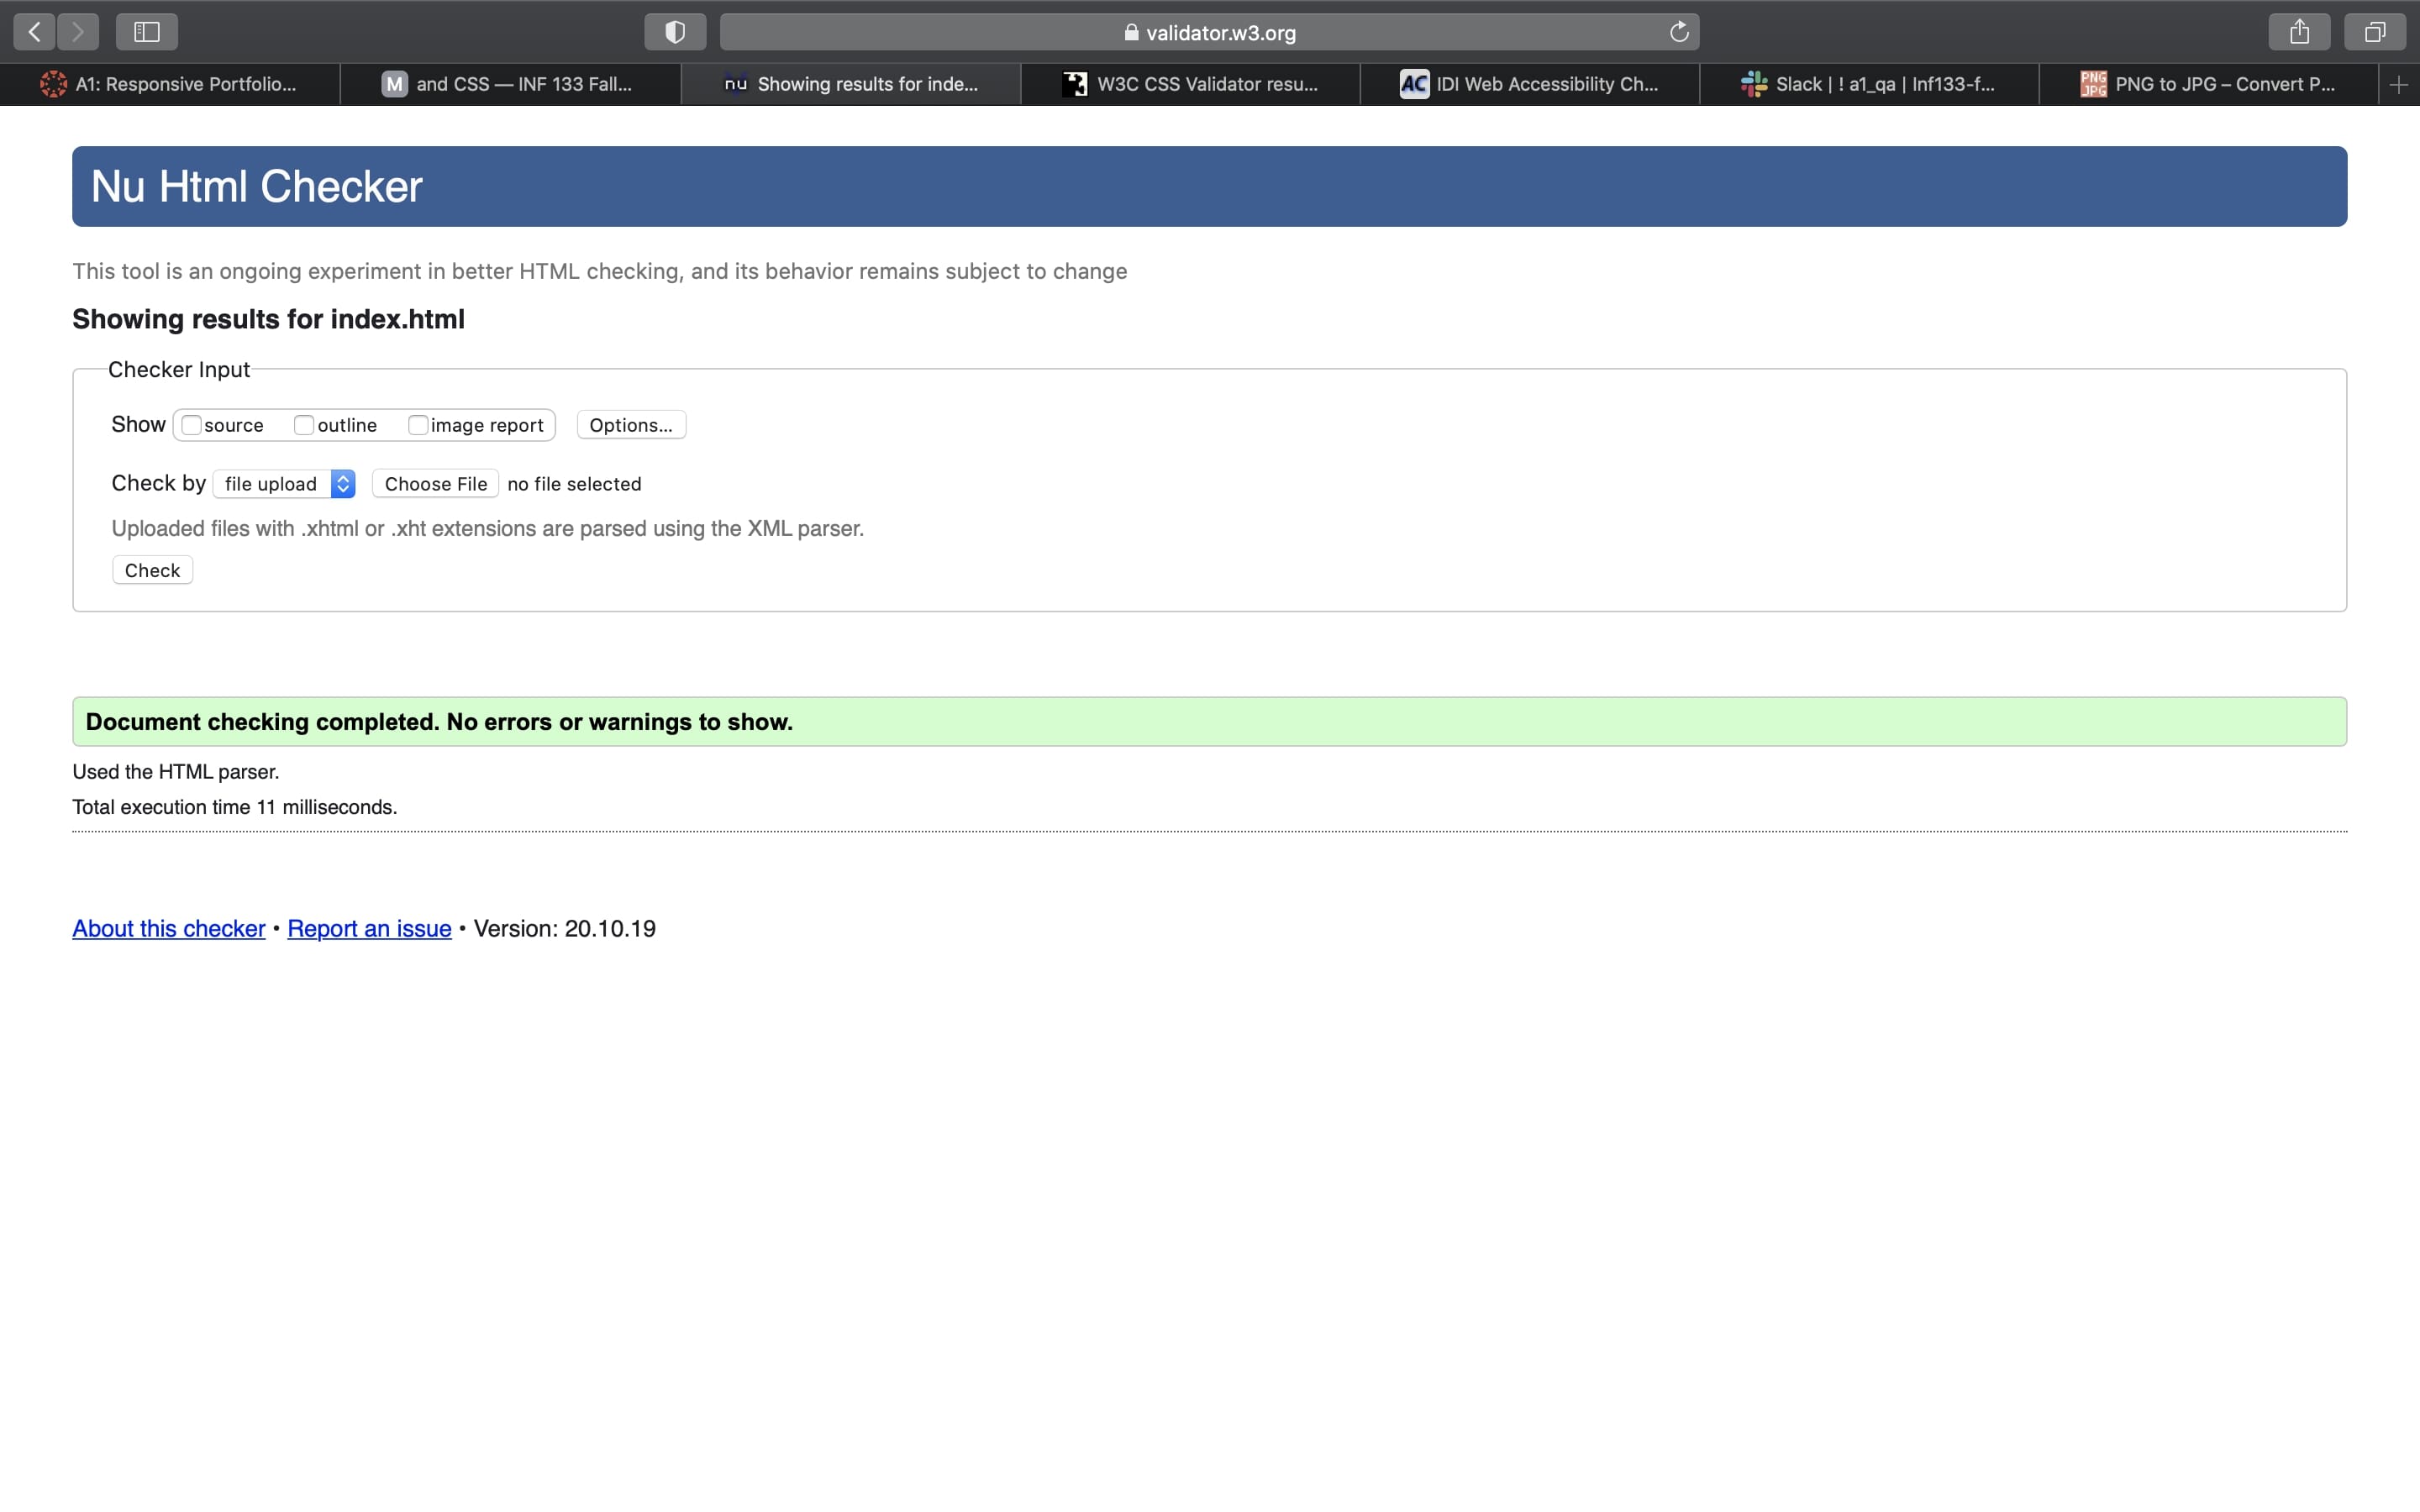 validator.w3.org
A1: Responsive Portfolio...
M and CSS — INF 133 Fall...
nu Showing results for inde...
W3C CSS Validator resu...
AC IDI Web Accessibility Ch...
Slack | ! a1_qa | Inf133-f...
PNG JPG PNG to JPG – Convert P...
Nu Html Checker
This tool is an ongoing experiment in better HTML checking, and its behavior remains subject to change
Showing results for index.html
Checker Input
Show source outline image report Options...
Check by file upload Choose File no file selected
Uploaded files with .xhtml or .xht extensions are parsed using the XML parser.
Check
Document checking completed. No errors or warnings to show.
Used the HTML parser.
Total execution time 11 milliseconds.
About this checker • Report an issue • Version: 20.10.19